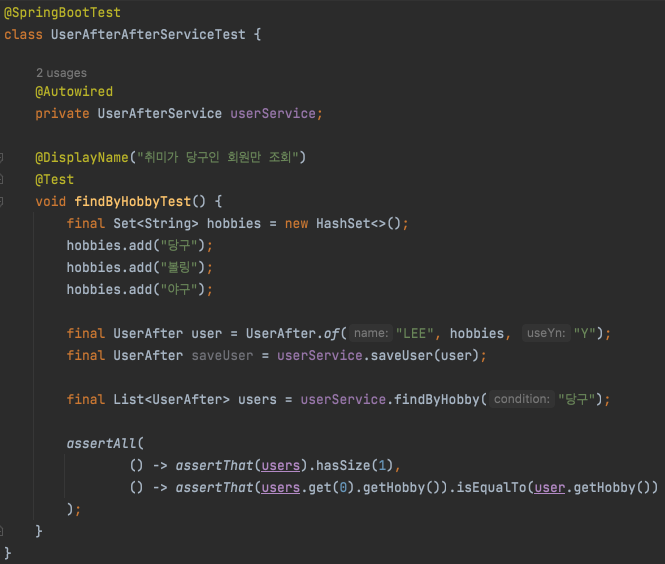 @SpringBootTest
class UserAfterAfterServiceTest {
2 usages
@Autowired
private UserAfterService userService;
@DisplayName("취미가 당구인 회원만 조회")
@Test
void findByHobbyTest() {
final Set<String> hobbies = new HashSet<>();
hobbies.add("당구");
hobbies.add("볼링");
hobbies.add("야구");
final UserAfter user = UserAfter.of( name: "LEE", hobbies, useYn: "Y");
final UserAfter saveUser = userService.saveUser(user);
final List<UserAfter> users = userService.findByHobby( condition: "당구");
assertAll(
() -> assertThat(users).hasSize(1),
() -> assertThat(users.get(0).getHobby()).isEqualTo(user.getHobby())
);
}
}